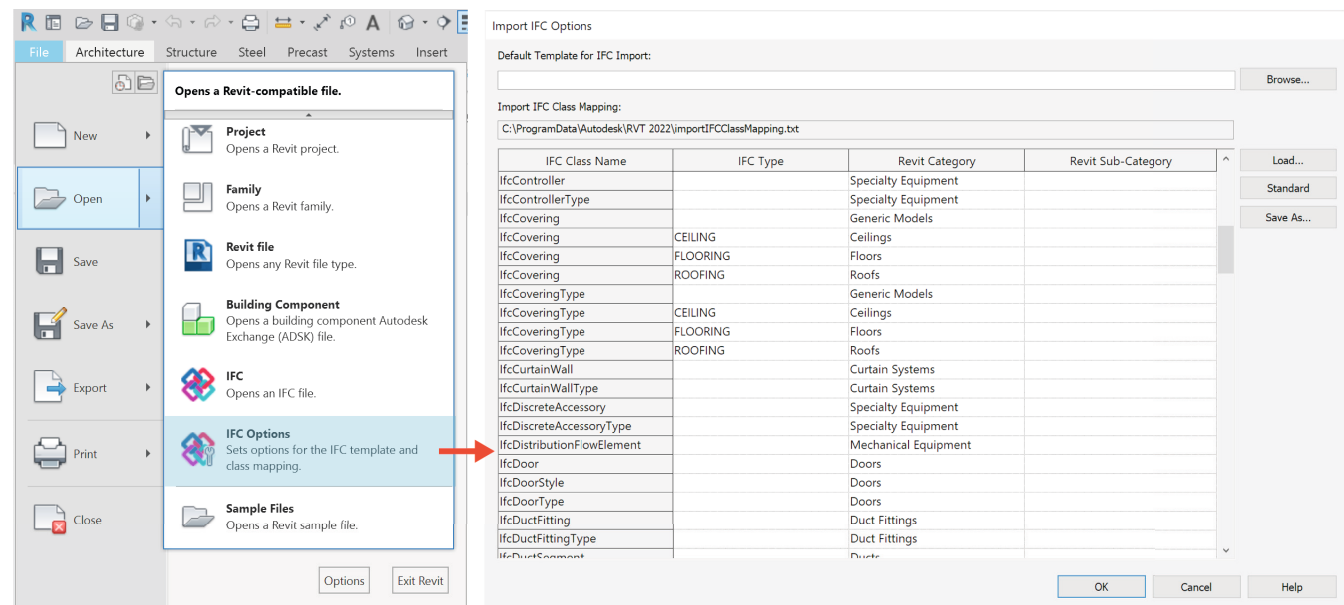 File Architecture Structure Steel Precast Systems Insert
New
Open
Save
Save As
Export
Print
Close
Opens a Revit-compatible file.
Project
Opens a Revit project.
Family
Opens a Revit family.
Revit file
Opens any Revit file type.
Building Component
Opens a building component Autodesk
Exchange (ADSK) file.
IFC
Opens an IFC file.
IFC Options
Sets options for the IFC template and
class mapping.
Sample Files
Opens a Revit sample file.
Options Exit Revit
Import IFC Options
Default Template for IFC Import:
Browse...
Import IFC Class Mapping:
C:\ProgramData\Autodesk\RVT 2022\importIFCClassMapping.txt
IFC Class Name IFC Type Revit Category Revit Sub-Category
IfcController Specialty Equipment
IfcControllerType Specialty Equipment
IfcCovering Generic Models
IfcCovering CEILING Ceilings
IfcCovering FLOORING Floors
IfcCovering ROOFING Roofs
IfcCoveringType Generic Models
IfcCoveringType CEILING Ceilings
IfcCoveringType FLOORING Floors
IfcCoveringType ROOFING Roofs
IfcCurtainWall Curtain Systems
IfcCurtainWallType Curtain Systems
IfcDiscreteAccessory Specialty Equipment
IfcDiscreteAccessoryType Specialty Equipment
IfcDistributionFlowElement Mechanical Equipment
IfcDoor Doors
IfcDoorStyle Doors
IfcDoorType Doors
IfcDuctFitting Duct Fittings
IfcDuctFittingType Duct Fittings
IfcDuctSegment Ducts
Load...
Standard
Save As...
OK Cancel Help